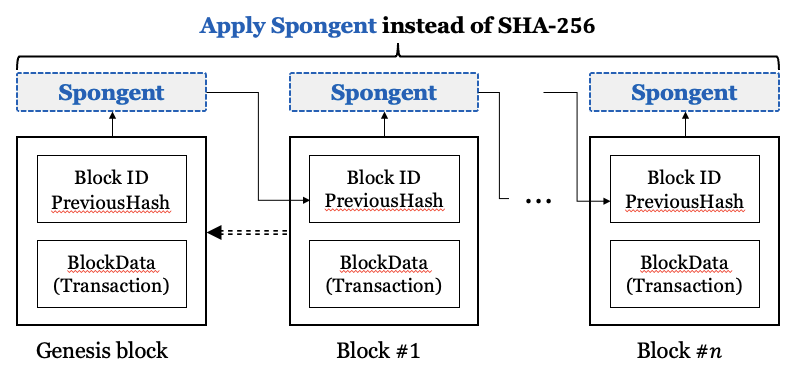 Apply Spongent instead of SHA-256
Spongent
Spongent
Spongent
Block ID
PreviousHash
BlockData
(Transaction)
Block ID
PreviousHash
BlockData
(Transaction)
...
Block ID
PreviousHash
BlockData
(Transaction)
Genesis block
Block #1
Block #n